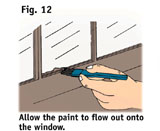 Fig. 12
Allow the paint to flow out onto
the window.